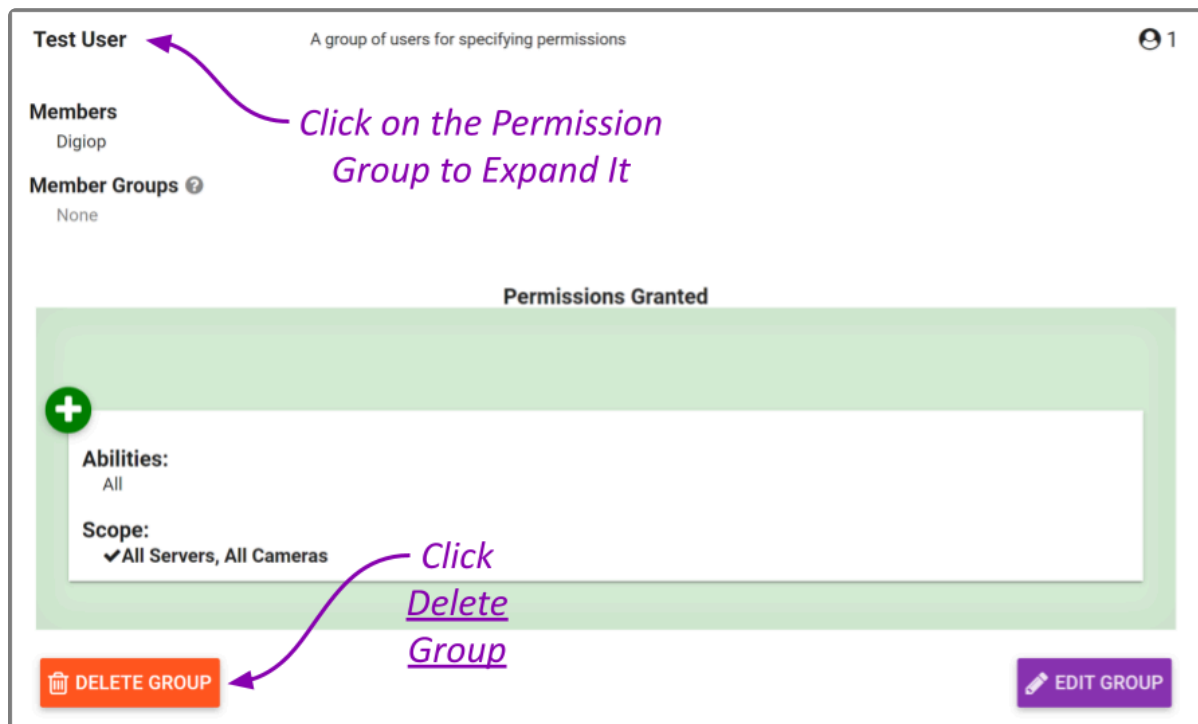 Test User
A group of users for specifying permissions
1
Click on the Permission
Group to Expand It
Members
Digiop
Member Groups
None
Permissions Granted
Abilities:
All
Scope:
All Servers, All Cameras
Click
Delete
Group
DELETE GROUP
EDIT GROUP